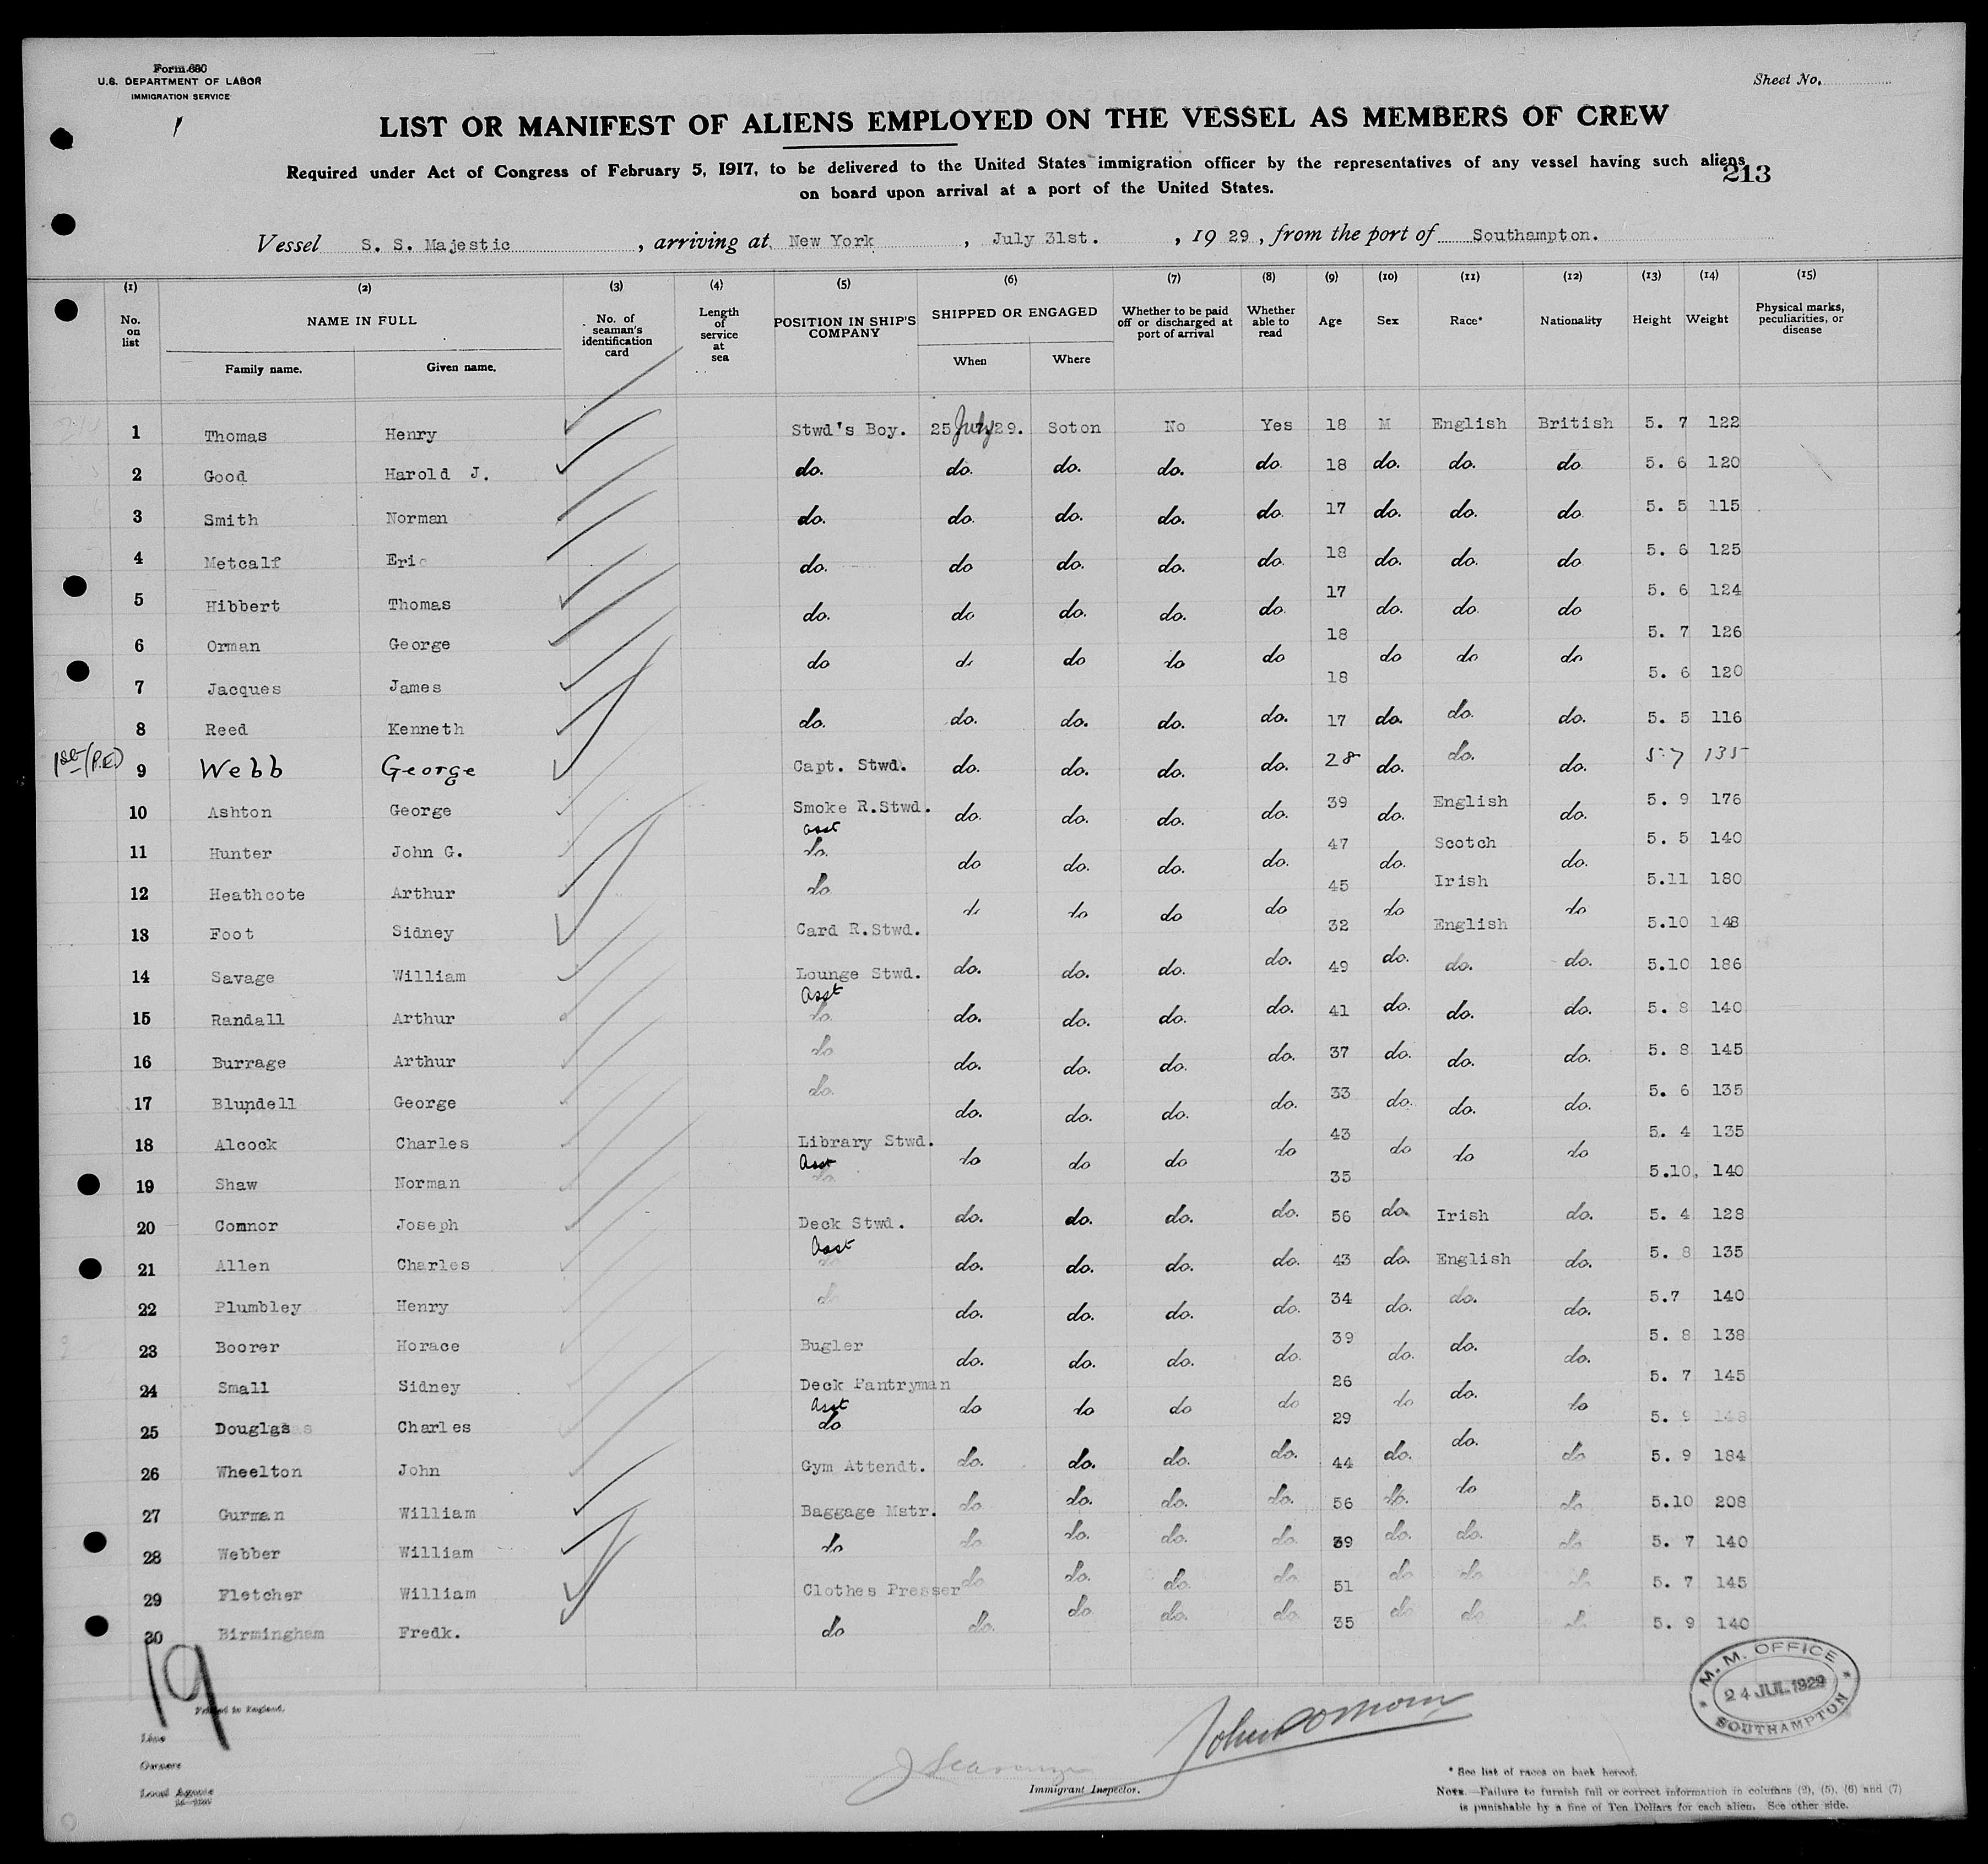 Form 680
U.S. DEPARTMENT OF LABOR
IMMIGRATION SERVICE
Sheet No.
LIST OR MANIFEST OF ALIENS EMPLOYED ON THE VESSEL AS MEMBERS OF CREW
Required under Act of Congress of February 5, 1917, to be delivered to the United States immigration officer by the representatives of any vessel having such aliens
on board upon arrival at a port of the United States.
213
Vessel S. S. Majestic, arriving at New York, July 31st., 1929, from the port of Southampton.
(1) (2) (3) (4) (5) (6) (7) (8) (9) (10) (11) (12) (13) (14) (15)
No. on list NAME IN FULL Family name. Given name. No. of seaman's identification card Length of service at sea POSITION IN SHIP'S COMPANY SHIPPED OR ENGAGED When Where Whether to be paid off or discharged at port of arrival Whether able to read Age Sex Race* Nationality Height Weight Physical marks, peculiarities, or disease
1 Thomas Henry Stwd's Boy. 25 July 29. Soton No Yes 18 M English British 5. 7 122
2 Good Harold J. do. do. do. do. do 18 do. do. do 5. 6 120
3 Smith Norman do. do. do. do. do 17 do. do. do 5. 5 115
4 Metcalf Eric do. do do. do. do 18 do. do. do 5. 6 125
5 Hibbert Thomas do. do do. do. do 17 do. do do 5. 6 124
6 Orman George do do do do do 18 do do do 5. 7 126
7 Jacques James 18 5. 6 120
8 Reed Kenneth do. do. do. do. do. 17 do. do. do. 5. 5 116
1st (P.E.) 9 Webb George Capt. Stwd. do. do. do. do. 28 do. do. do. 5.7 135
10 Ashton George Smoke R.Stwd. do. do. do. do. 39 do. English do. 5. 9 176
11 Hunter John G. asst do. do do. do. do. 47 do. Scotch do. 5. 5 140
12 Heathcote Arthur do do do do do 45 do Irish do 5.11 180
13 Foot Sidney Card R.Stwd. 32 English 5.10 148
14 Savage William Lounge Stwd. do. do. do. do. 49 do. do. do. 5.10 186
15 Randall Arthur Asst do. do. do. do. do. 41 do. do. do. 5. 8 140
16 Burrage Arthur do do. do. do. do. 37 do. do. do. 5. 8 145
17 Blundell George do. do. do. do. do. 33 do. do. do. 5. 6 135
18 Alcock Charles Library Stwd. do do do do 43 do do do 5. 4 135
19 Shaw Norman Asst do. 35 5.10, 140
20 Connor Joseph Deck Stwd. do. do. do. do. 56 do. Irish do. 5. 4 128
21 Allen Charles Asst do do. do. do. do. 43 do. English do. 5. 8 135
22 Plumbley Henry do do. do. do. do. 34 do. do. do. 5.7 140
23 Boorer Horace Bugler do. do. do. do. 39 do. do. do. 5. 8 138
24 Small Sidney Deck Pantryman do do do do 26 do do. do 5. 7 145
25 Douglas Charles Asst do 29 do. 5. 9 148
26 Wheelton John Gym Attendt. do. do. do. do. 44 do. do do 5. 9 184
27 Gurman William Baggage Mstr. do do. do. do. 56 do. do 5.10 208
28 Webber William do do do. do. do. 39 do. do. do 5. 7 140
29 Fletcher William Clothes Presser do do. do. do 51 do do do 5. 7 145
30 Birmingham Fredk. do do. do do. do. 35 do do do 5. 9 140
19
Printed in England.
Line
Owners
Local Agents
Immigrant Inspector.
M. M. OFFICE
24 JUL 1929
SOUTHAMPTON
* See list of races on back hereof.
NOTE.—Failure to furnish full or correct information in columns (2), (5), (6) and (7)
is punishable by a fine of Ten Dollars for each alien. See other side.